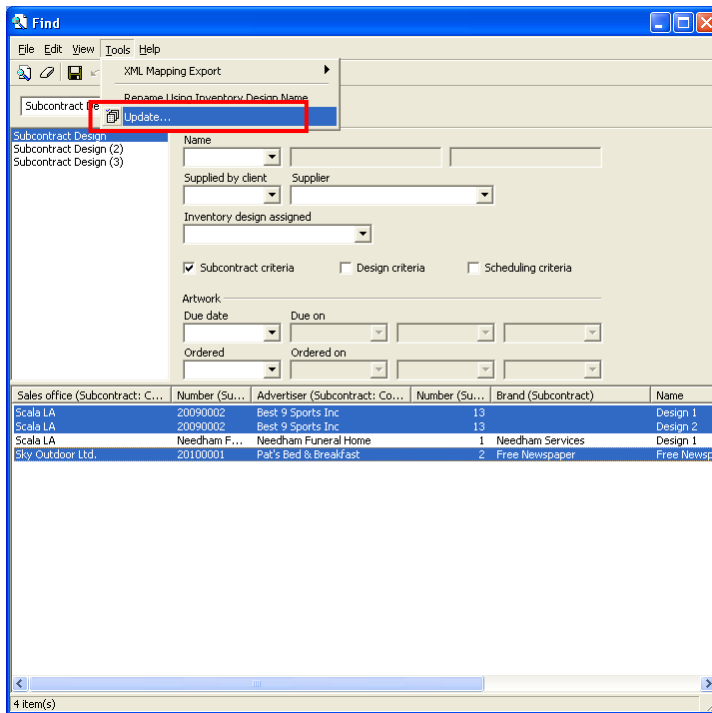 Find
File Edit View Tools Help
XML Mapping Export
Rename Using Inventory Design Name
Subcontract De
Update...
Subcontract Design
Subcontract Design (2)
Subcontract Design (3)
Name
Supplied by client Supplier
Inventory design assigned
Subcontract criteria Design criteria Scheduling criteria
Artwork
Due date Due on
Ordered Ordered on
Sales office (Subcontract: C... Number (Su... Advertiser (Subcontract: Co... Number (Su... Brand (Subcontract) Name
Scala LA 20090002 Best 9 Sports Inc 13 Design 1
Scala LA 20090002 Best 9 Sports Inc 13 Design 2
Scala LA Needham F... Needham Funeral Home 1 Needham Services Design 1
Sky Outdoor Ltd. 20100001 Pat's Bed & Breakfast 2 Free Newspaper Free Newsp
4 item(s)